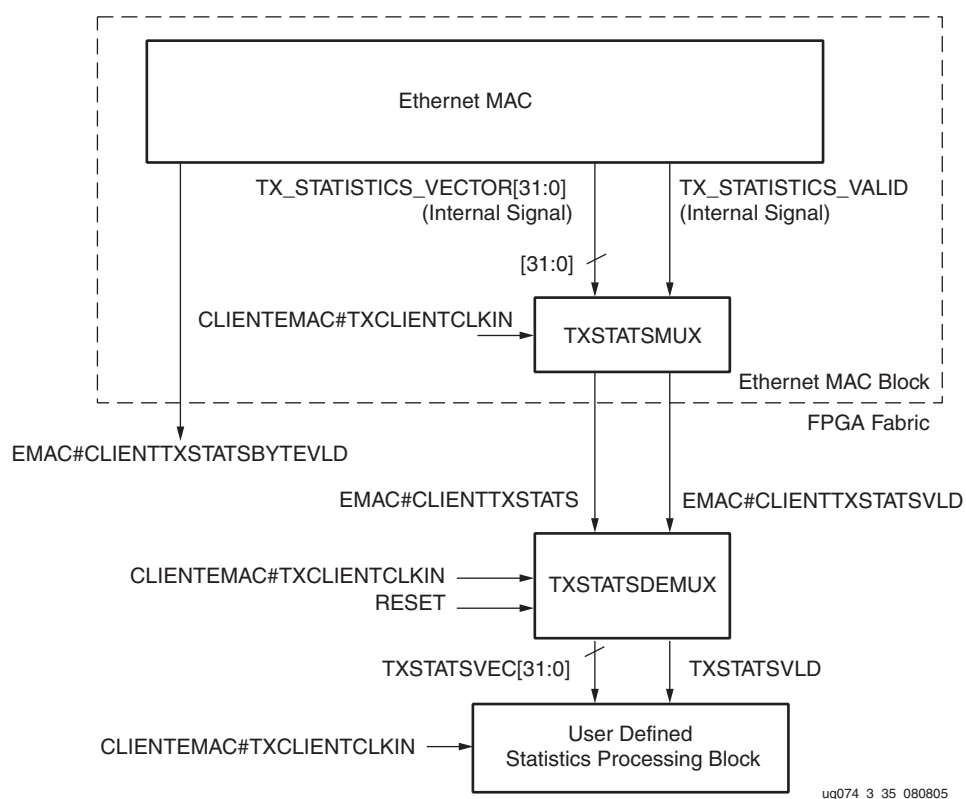 Ethernet MAC
TX_STATISTICS_VECTOR[31:0]
(Internal Signal)
TX_STATISTICS_VALID
(Internal Signal)
[31:0]
CLIENTEMAC#TXCLIENTCLKIN
TXSTATSMUX
Ethernet MAC Block
FPGA Fabric
EMAC#CLIENTTXSTATSBYTEVLD
EMAC#CLIENTTXSTATS
EMAC#CLIENTTXSTATSVLD
CLIENTEMAC#TXCLIENTCLKIN
RESET
TXSTATSDEMUX
TXSTATSVEC[31:0]
TXSTATSVLD
CLIENTEMAC#TXCLIENTCLKIN
User Defined
Statistics Processing Block
ug074_3_35_080805